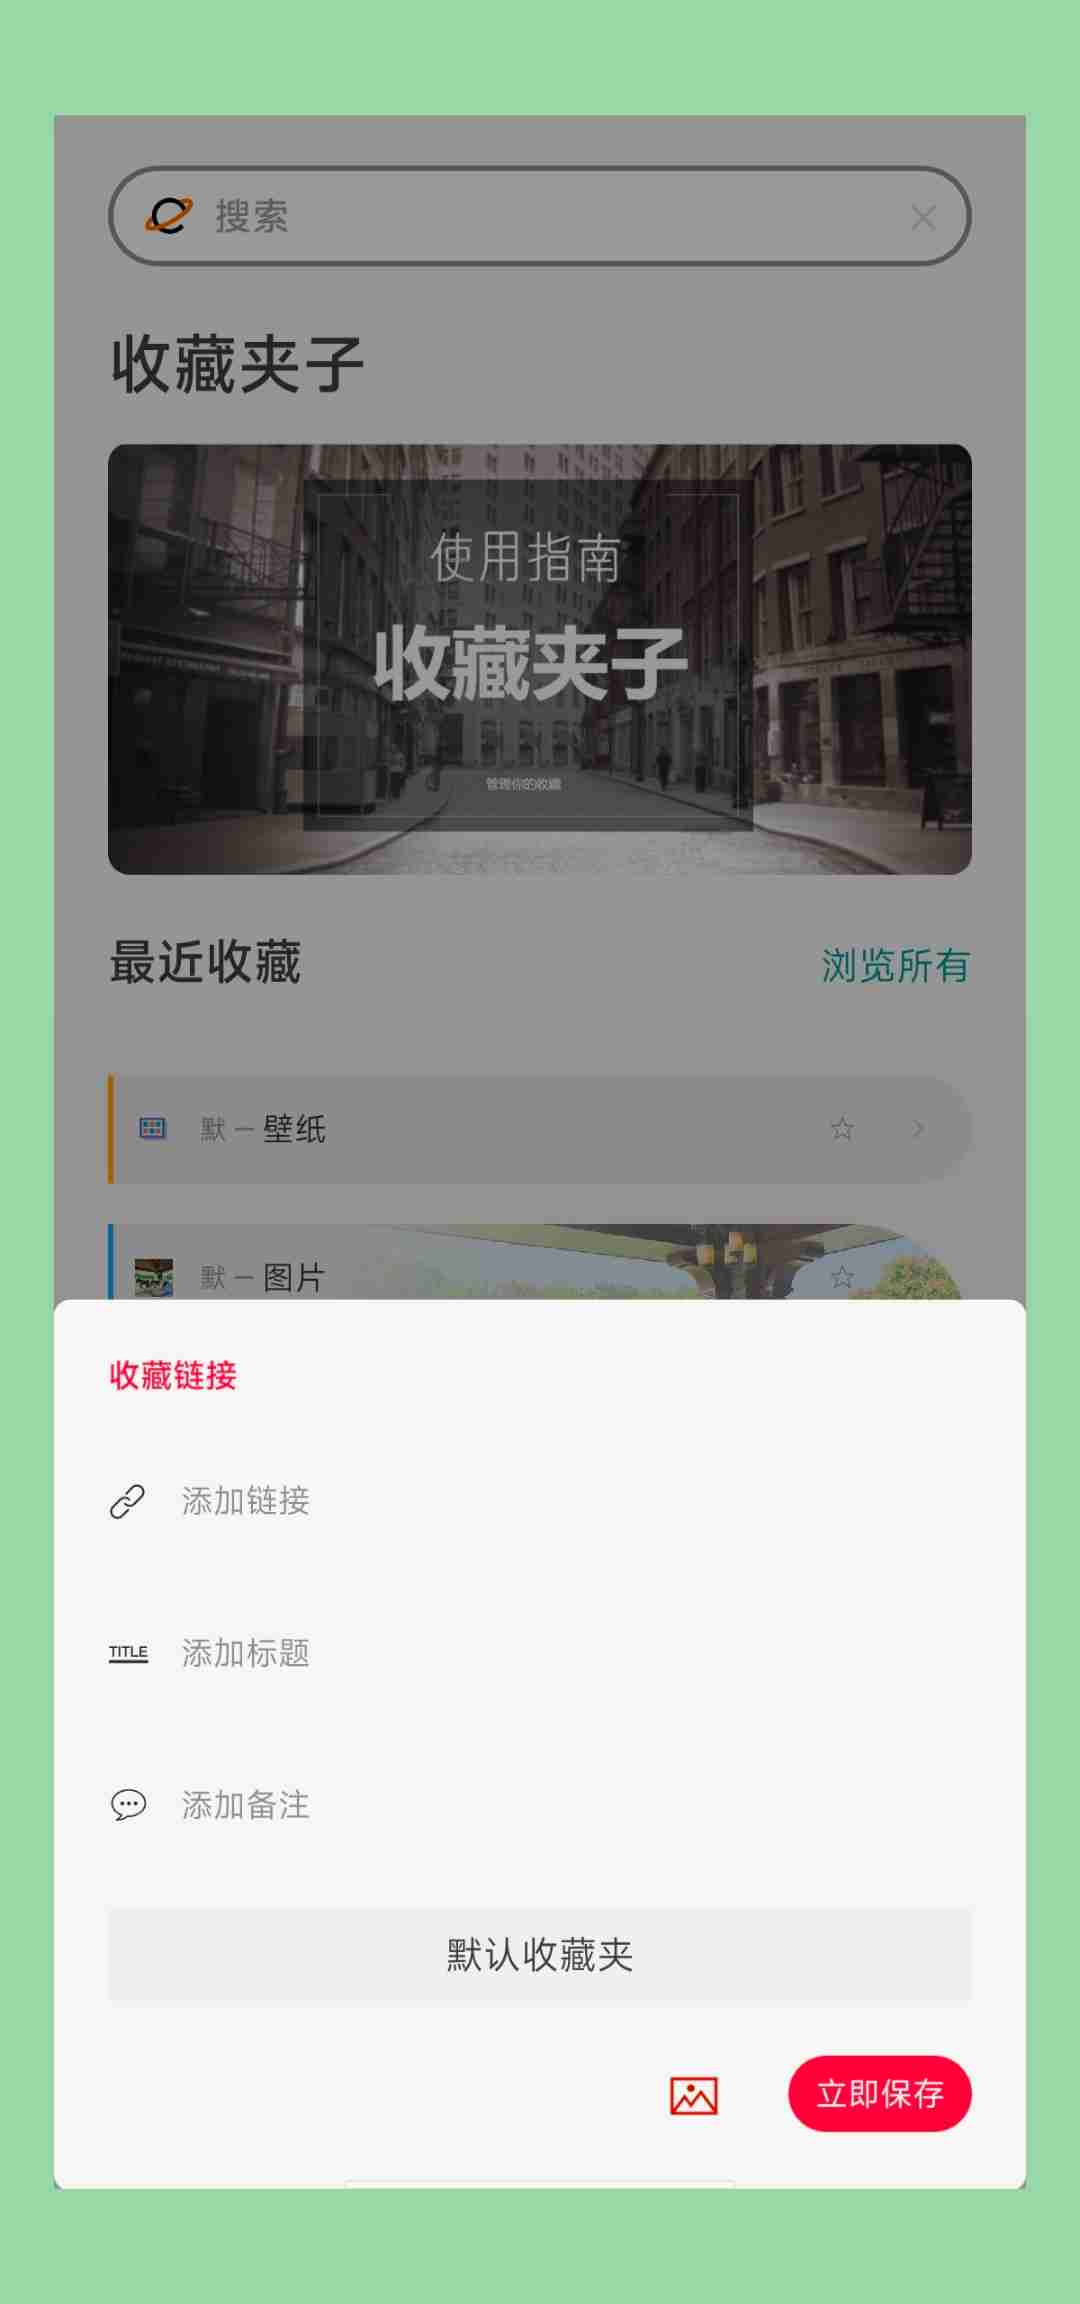 搜索
收藏夹子
使用指南
收藏夹子
管理你的收藏
最近收藏
浏览所有
默 – 壁纸
默 – 图片
收藏链接
添加链接
TITLE 添加标题
添加备注
默认收藏夹
立即保存